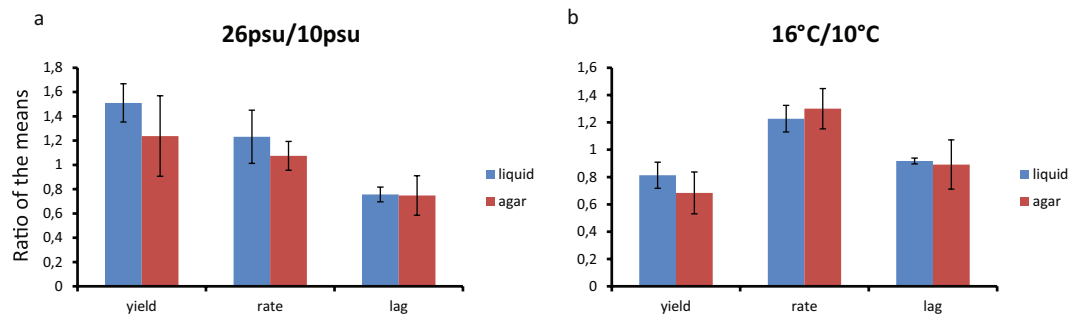 a
26psu/10psu
Ratio of the means
1,8
1,6
1,4
1,2
1
0,8
0,6
0,4
0,2
0
yield
rate
lag
liquid
agar
b
16°C/10°C
1,6
1,4
1,2
1
0,8
0,6
0,4
0,2
0
yield
rate
lag
liquid
agar